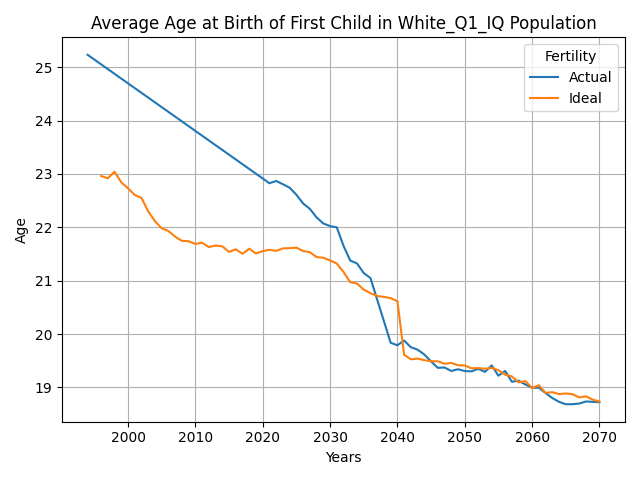 Average Age at Birth of First Child in White_Q1_IQ Population
Fertility
Actual
Ideal
Age
25
24
23
22
21
20
19
2000 2010 2020 2030 2040 2050 2060 2070
Years